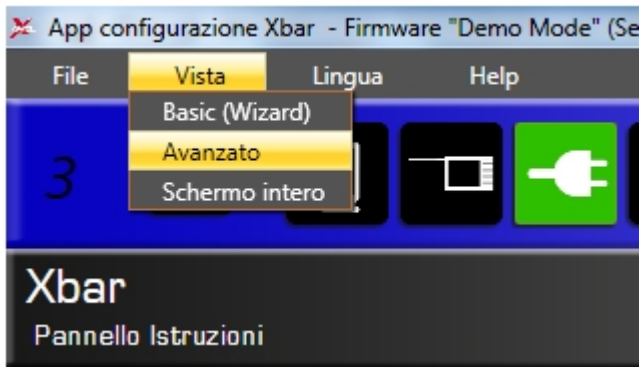 App configurazione Xbar - Firmware "Demo Mode" (Se
File Vista Lingua Help
Basic (Wizard)
Avanzato
Schermo intero
3
Xbar
Pannello Istruzioni